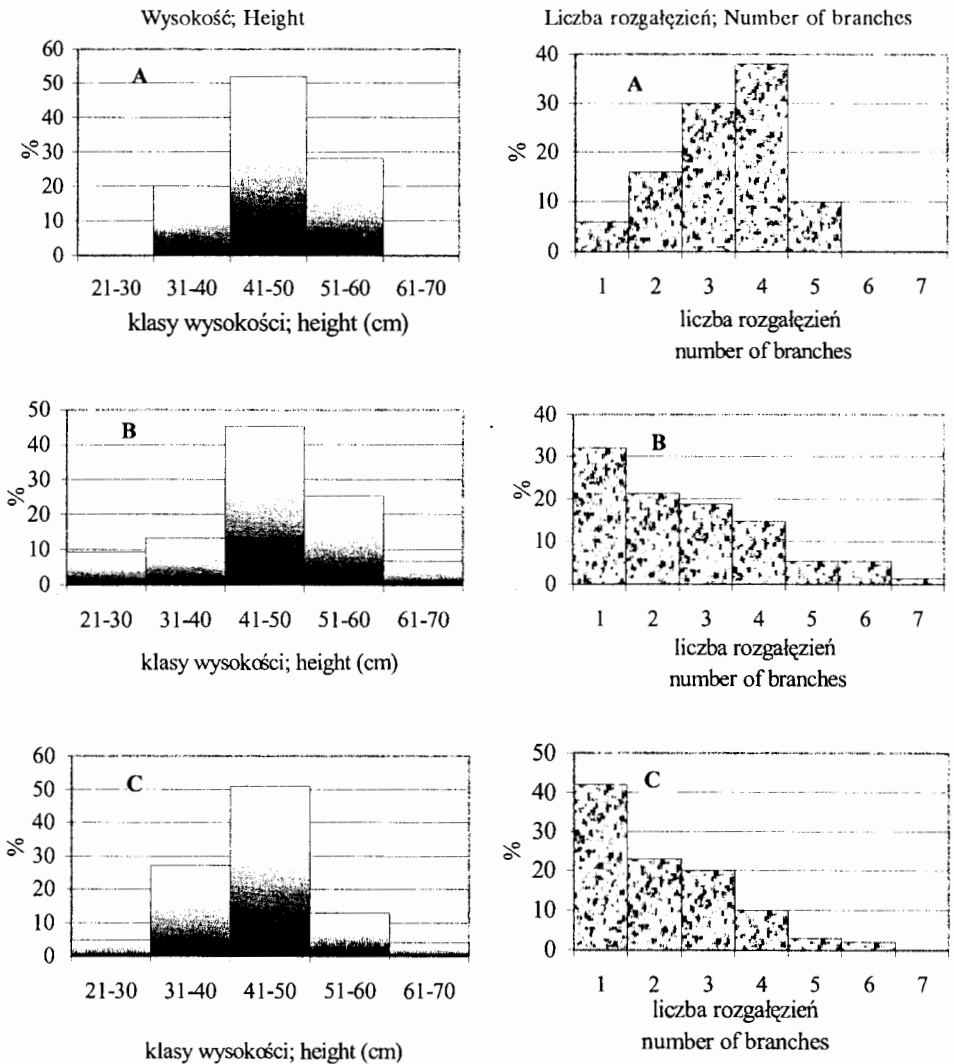 Wysokość; Height
60
50
40
30
20
10
0
%
A
21-30 31-40 41-50 51-60 61-70
klasy wysokości; height (cm)
Liczba rozgałęzień; Number of branches
40
30
20
10
0
%
A
1 2 3 4 5 6 7
liczba rozgałęzień
number of branches
50
40
30
20
10
0
%
B
21-30 31-40 41-50 51-60 61-70
klasy wysokości; height (cm)
40
30
20
10
0
%
B
1 2 3 4 5 6 7
liczba rozgałęzień
number of branches
60
50
40
30
20
10
0
%
C
21-30 31-40 41-50 51-60 61-70
klasy wysokości; height (cm)
50
40
30
20
10
0
%
C
1 2 3 4 5 6 7
liczba rozgałęzień
number of branches